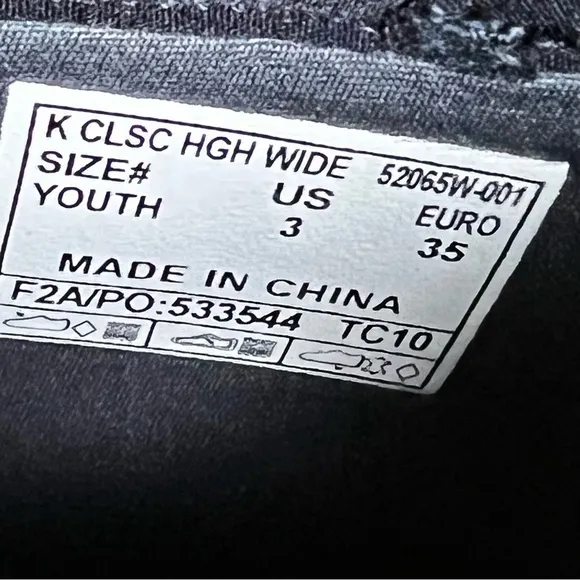 K CLSC HGH WIDE 52065W-001
SIZE# US EURO
YOUTH 3 35
MADE IN CHINA
F2A/PO:533544 TC10